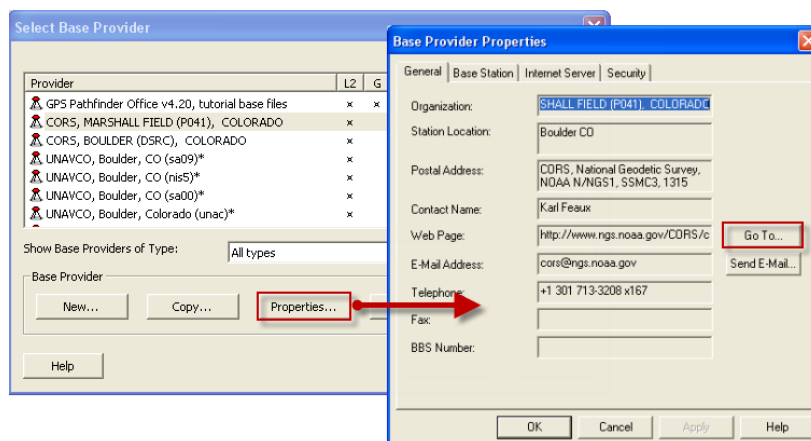 Select Base Provider
Provider L2 G
GPS Pathfinder Office v4.20, tutorial base files x x
CORS, MARSHALL FIELD (P041), COLORADO x
CORS, BOULDER (DSRC), COLORADO x
UNAVCO, Boulder, CO (sa09)* x
UNAVCO, Boulder, CO (nis5)* x
UNAVCO, Boulder, CO (sa00)* x
UNAVCO, Boulder, Colorado (unac)* x
Show Base Providers of Type: All types
Base Provider
New... Copy... Properties...
Help
Base Provider Properties
General Base Station Internet Server Security
Organization: SHALL FIELD (P041), COLORADO
Station Location: Boulder CO
Postal Address: CORS, National Geodetic Survey,
NOAA N/NGS1, SSMC3, 1315
Contact Name: Karl Feaux
Web Page: http://www.ngs.noaa.gov/CORS/c Go To...
E-Mail Address: cors@ngs.noaa.gov Send E-Mail...
Telephone: +1 301 713-3208 x167
Fax:
BBS Number:
OK Cancel Apply Help